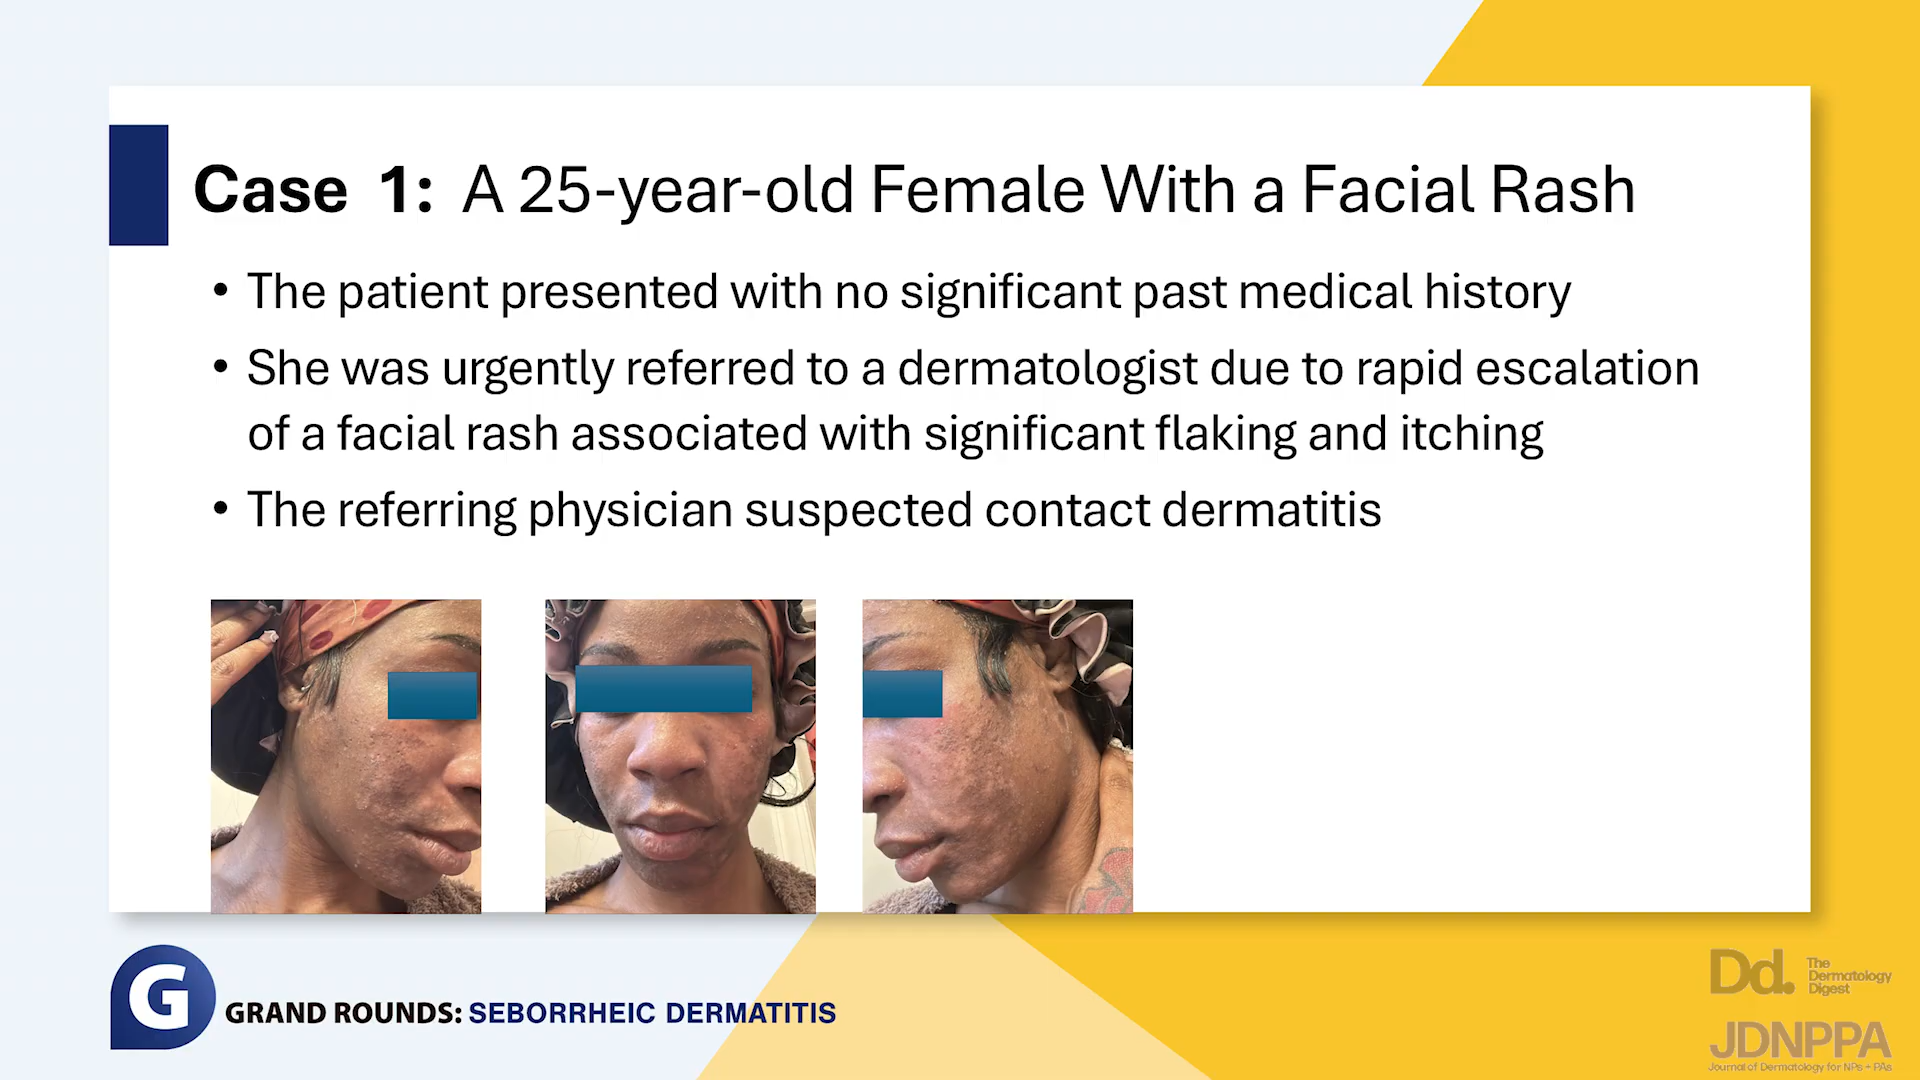 Case 1: A 25-year-old Female With a Facial Rash
• The patient presented with no significant past medical history
• She was urgently referred to a dermatologist due to rapid escalation
of a facial rash associated with significant flaking and itching
• The referring physician suspected contact dermatitis
G GRAND ROUNDS: SEBORRHEIC DERMATITIS
Dd. The
Dermatology
Digest
JDNPPA
Journal of Dermatology for NPs + PAs